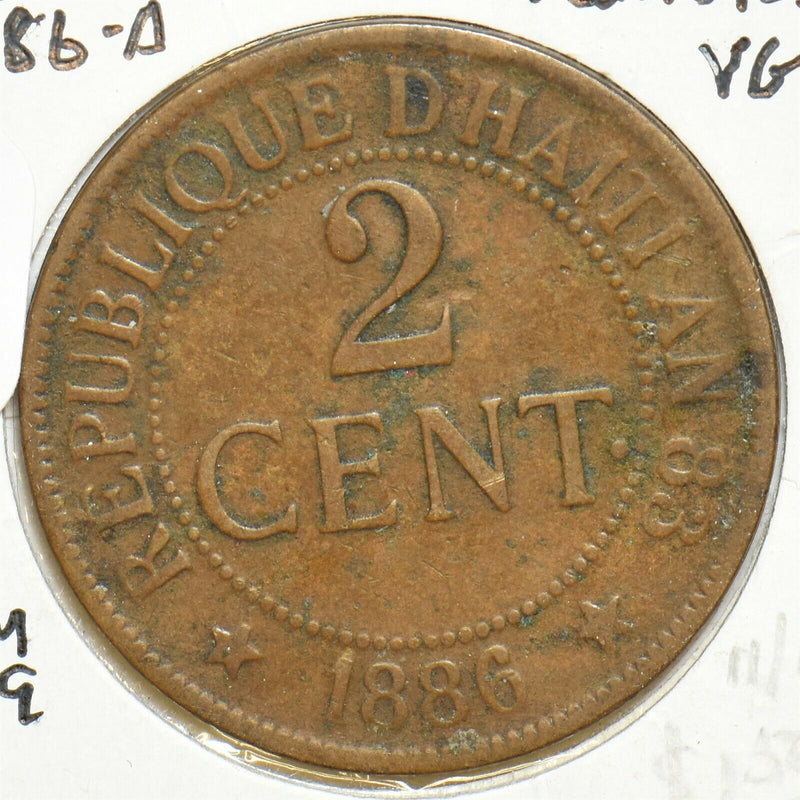 86-A
VG
REPUBLIQUE D'HAITI AN 83
2
CENT.
1886